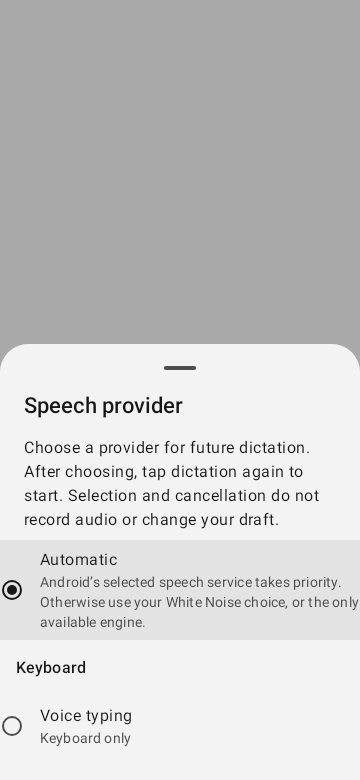 Speech provider
Choose a provider for future dictation.
After choosing, tap dictation again to
start. Selection and cancellation do not
record audio or change your draft.
Automatic
Android’s selected speech service takes priority.
Otherwise use your White Noise choice, or the only
available engine.
Keyboard
Voice typing
Keyboard only